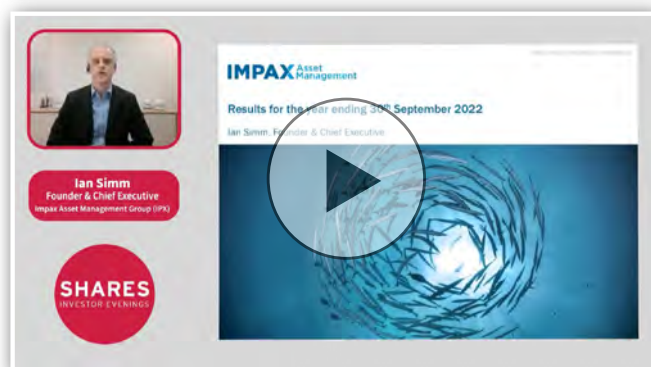 IMPAX Asset Management
Results for the year ending 30th September 2022
Ian Simm, Founder & Chief Executive
Ian Simm
Founder & Chief Executive
Impax Asset Management Group (IPX)
SHARES
INVESTOR EVENINGS